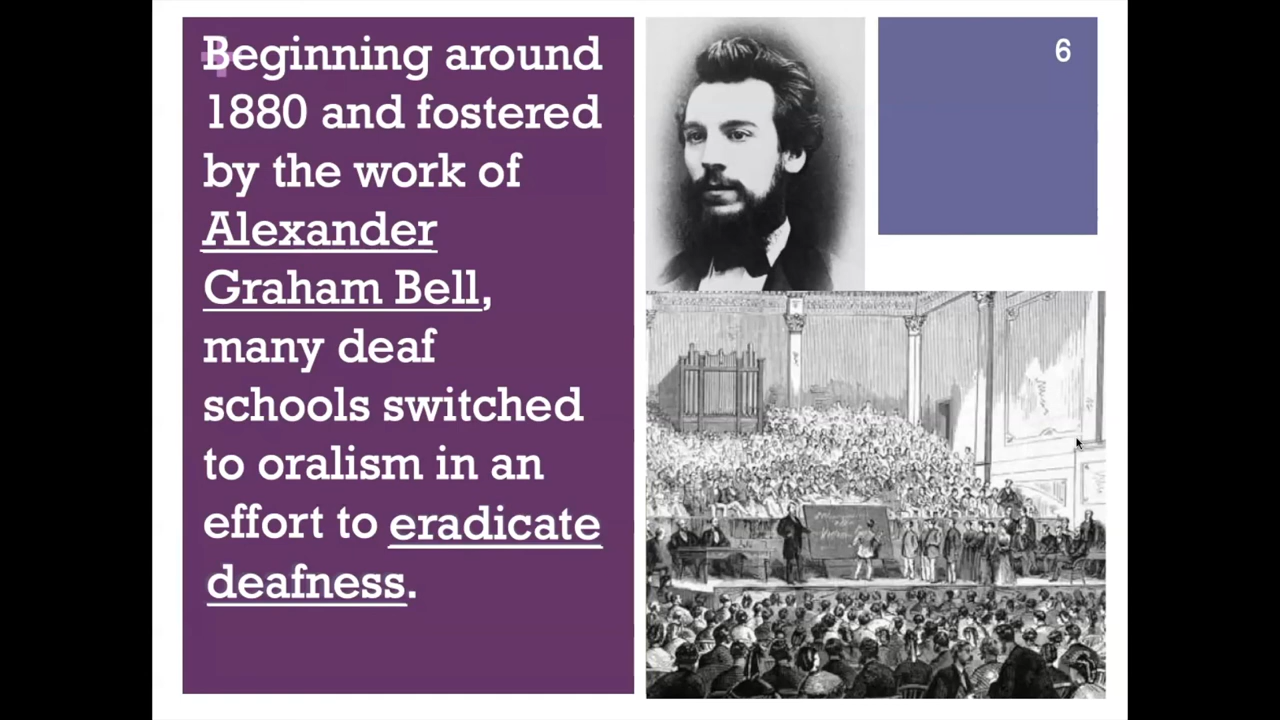 Beginning around
1880 and fostered
by the work of
Alexander
Graham Bell,
many deaf
schools switched
to oralism in an
effort to eradicate
deafness.
6